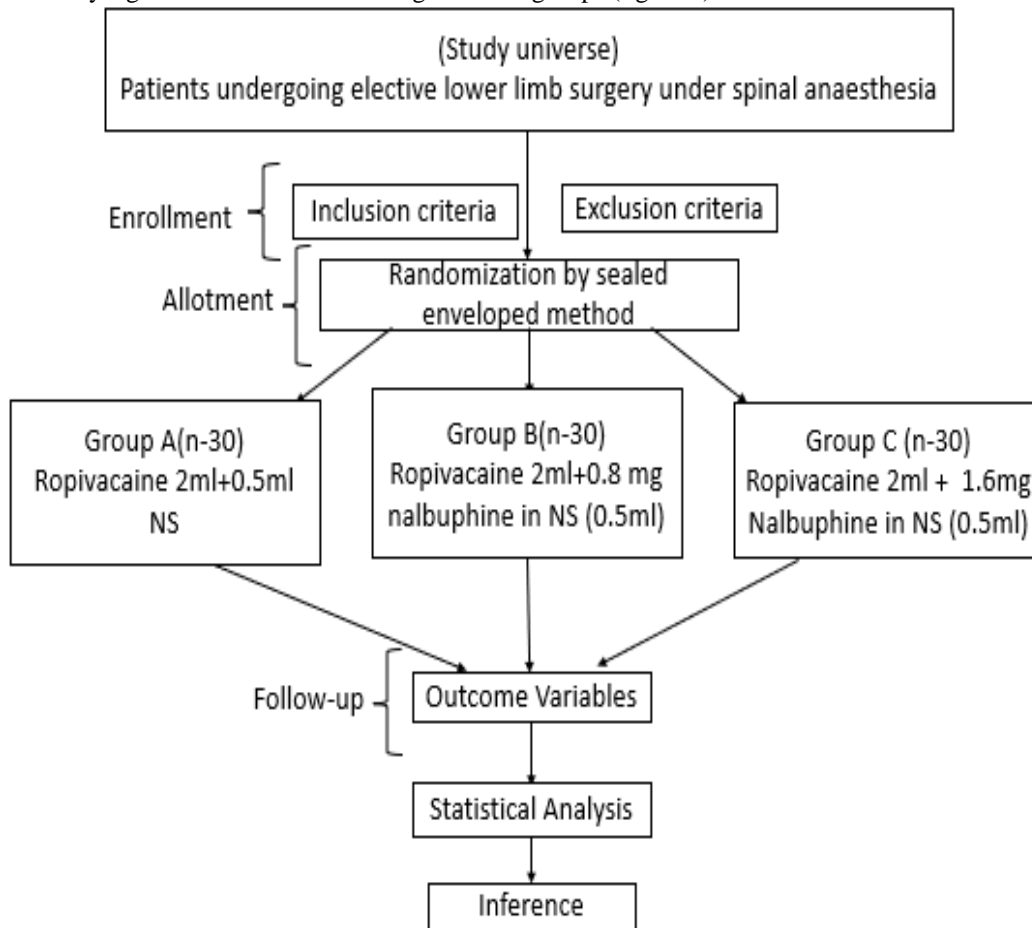 (Study universe)
Patients undergoing elective lower limb surgery under spinal anaesthesia
Enrollment
Inclusion criteria
Exclusion criteria
Allotment
Randomization by sealed
enveloped method
Group A(n-30)
Ropivacaine 2ml+0.5ml
NS
Group B(n-30)
Ropivacaine 2ml+0.8 mg
nalbuphine in NS (0.5ml)
Group C (n-30)
Ropivacaine 2ml + 1.6mg
Nalbuphine in NS (0.5ml)
Follow-up
Outcome Variables
Statistical Analysis
Inference